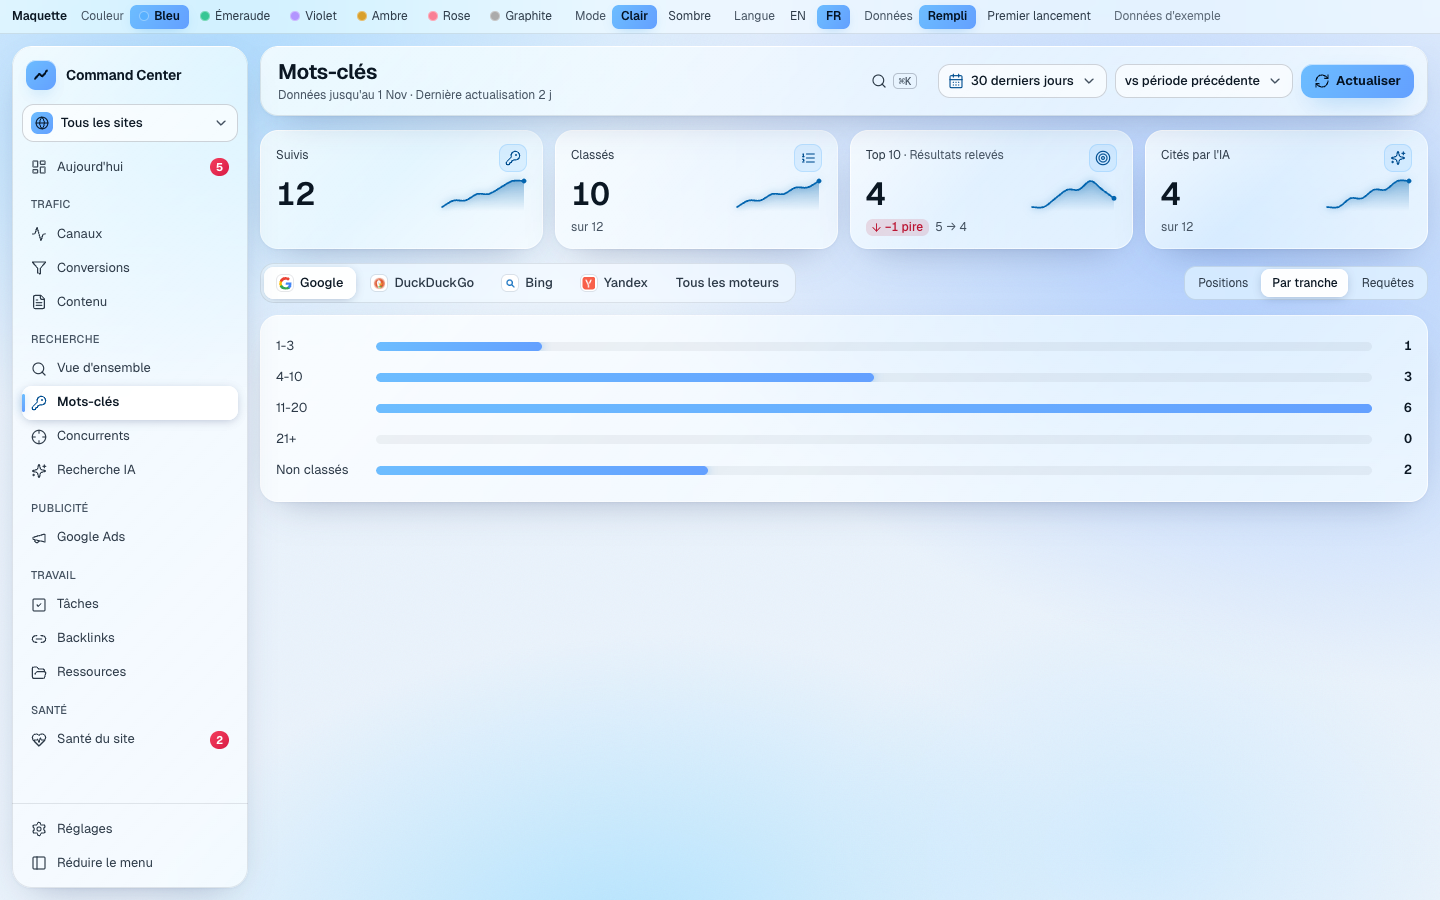 Maquette Couleur Bleu Émeraude Violet Ambre Rose Graphite Mode Clair Sombre Langue EN FR Données Rempli Premier lancement Données d'exemple
Command Center
Tous les sites
Aujourd'hui 5
TRAFIC
Canaux
Conversions
Contenu
RECHERCHE
Vue d'ensemble
Mots-clés
Concurrents
Recherche IA
PUBLICITÉ
Google Ads
TRAVAIL
Tâches
Backlinks
Ressources
SANTÉ
Santé du site 2
Réglages
Réduire le menu
Mots-clés
Données jusqu'au 1 Nov · Dernière actualisation 2 j
⌘K
30 derniers jours
vs période précédente
Actualiser
Suivis
12
Classés
10
sur 12
Top 10 · Résultats relevés
4
↓ −1 pire 5 → 4
Cités par l'IA
4
sur 12
Google DuckDuckGo Bing Yandex Tous les moteurs
Positions Par tranche Requêtes
1-3 1
4-10 3
11-20 6
21+ 0
Non classés 2